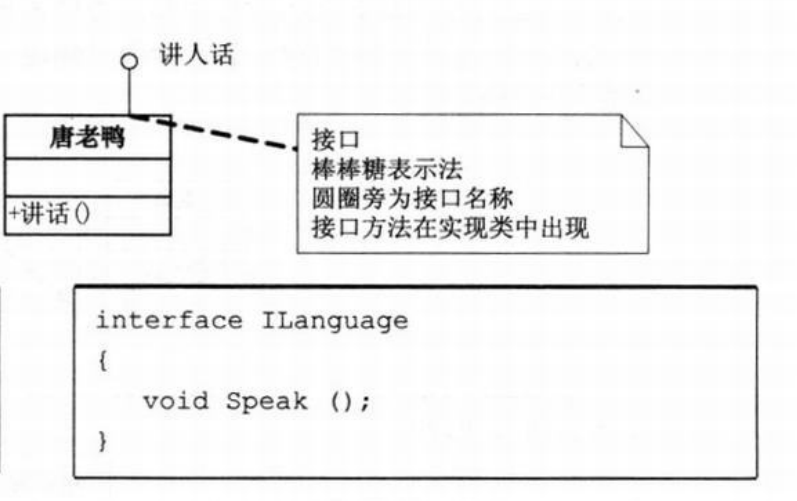 讲人话
唐老鸭
+讲话()
接口
棒棒糖表示法
圆圈旁为接口名称
接口方法在实现类中出现
interface ILanguage
{
void Speak ();
}